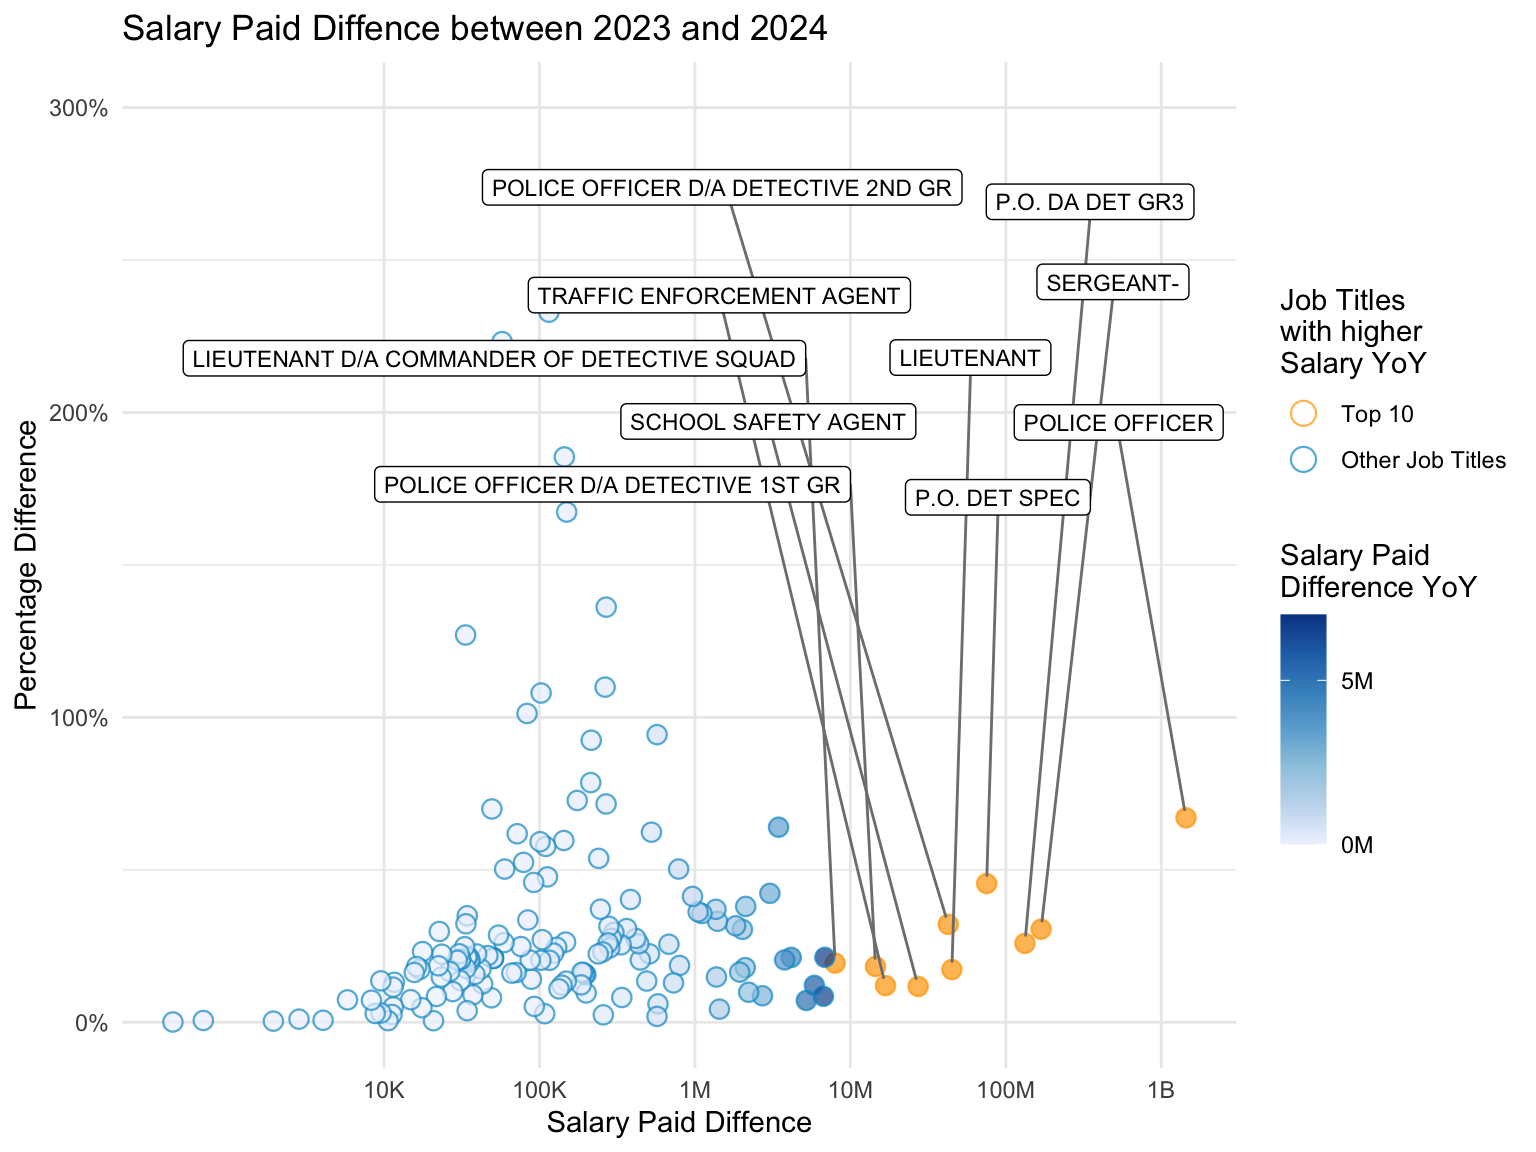 Salary Paid Diffence between 2023 and 2024
300%
200%
100%
0%
Percentage Difference
POLICE OFFICER D/A DETECTIVE 2ND GR
P.O. DA DET GR3
SERGEANT-
TRAFFIC ENFORCEMENT AGENT
LIEUTENANT D/A COMMANDER OF DETECTIVE SQUAD
LIEUTENANT
SCHOOL SAFETY AGENT
POLICE OFFICER
POLICE OFFICER D/A DETECTIVE 1ST GR
P.O. DET SPEC
10K
100K
1M
10M
100M
1B
Salary Paid Diffence
Job Titles
with higher
Salary YoY
Top 10
Other Job Titles
Salary Paid
Difference YoY
5M
0M